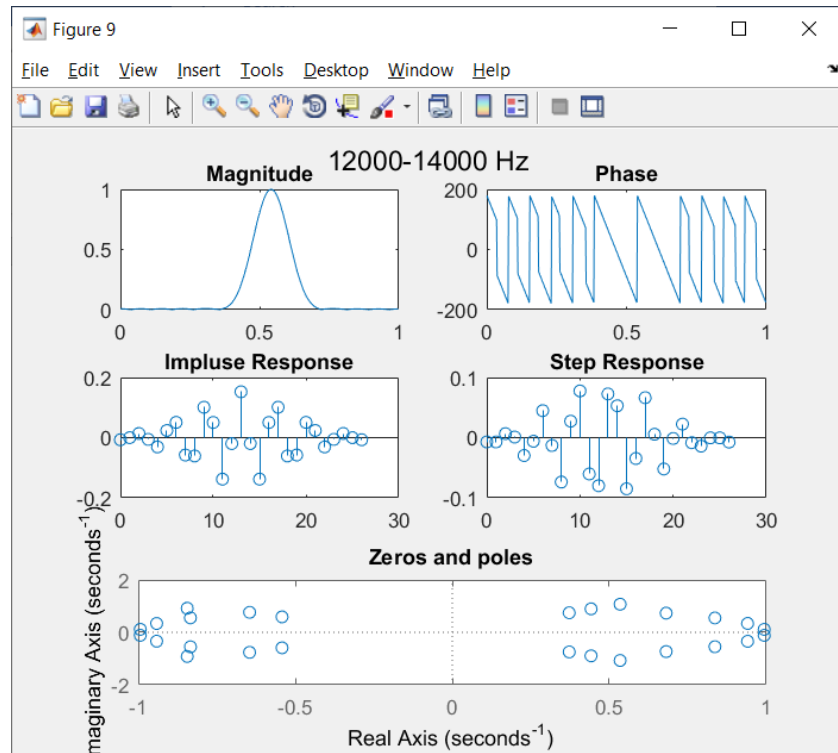 Figure 9
File Edit View Insert Tools Desktop Window Help
12000-14000 Hz
Magnitude
Phase
1
0.5
0
0 0.5 1
200
0
-200
0 0.5 1
Impluse Response
Step Response
0.2
0
-0.2
0 10 20 30
0.1
0
-0.1
0 10 20 30
Zeros and poles
maginary Axis (seconds⁻¹)
2
0
-2
-1 -0.5 0 0.5 1
Real Axis (seconds⁻¹)